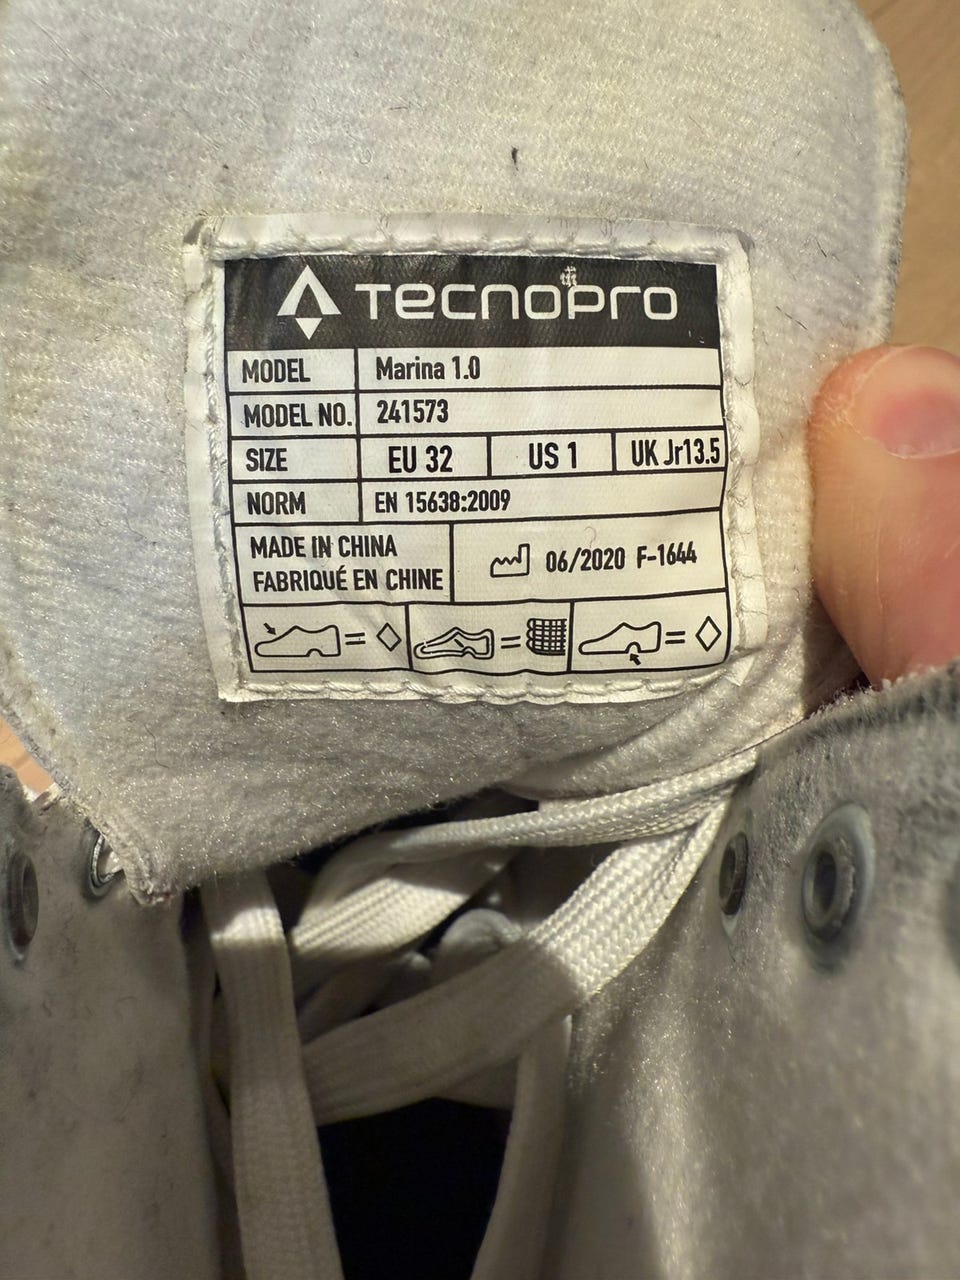 TECNOPRO
MODEL Marina 1.0
MODEL NO. 241573
SIZE EU 32 US 1 UK Jr13.5
NORM EN 15638:2009
MADE IN CHINA
FABRIQUÉ EN CHINE
06/2020 F-1644
= =  =